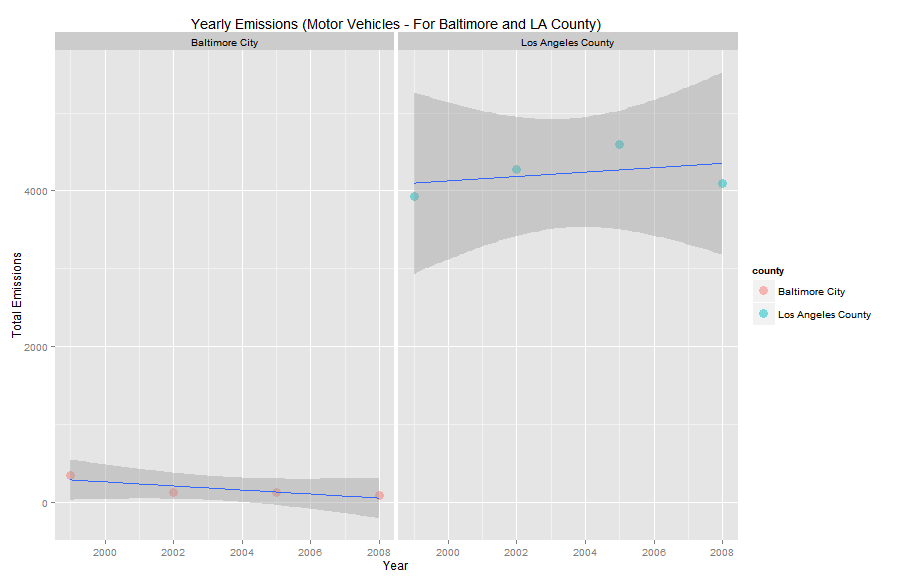 Yearly Emissions (Motor Vehicles - For Baltimore and LA County)
Baltimore City
Los Angeles County
4000
2000
0
Total Emissions
2000 2002 2004 2006 2008
2000 2002 2004 2006 2008
Year
county
Baltimore City
Los Angeles County